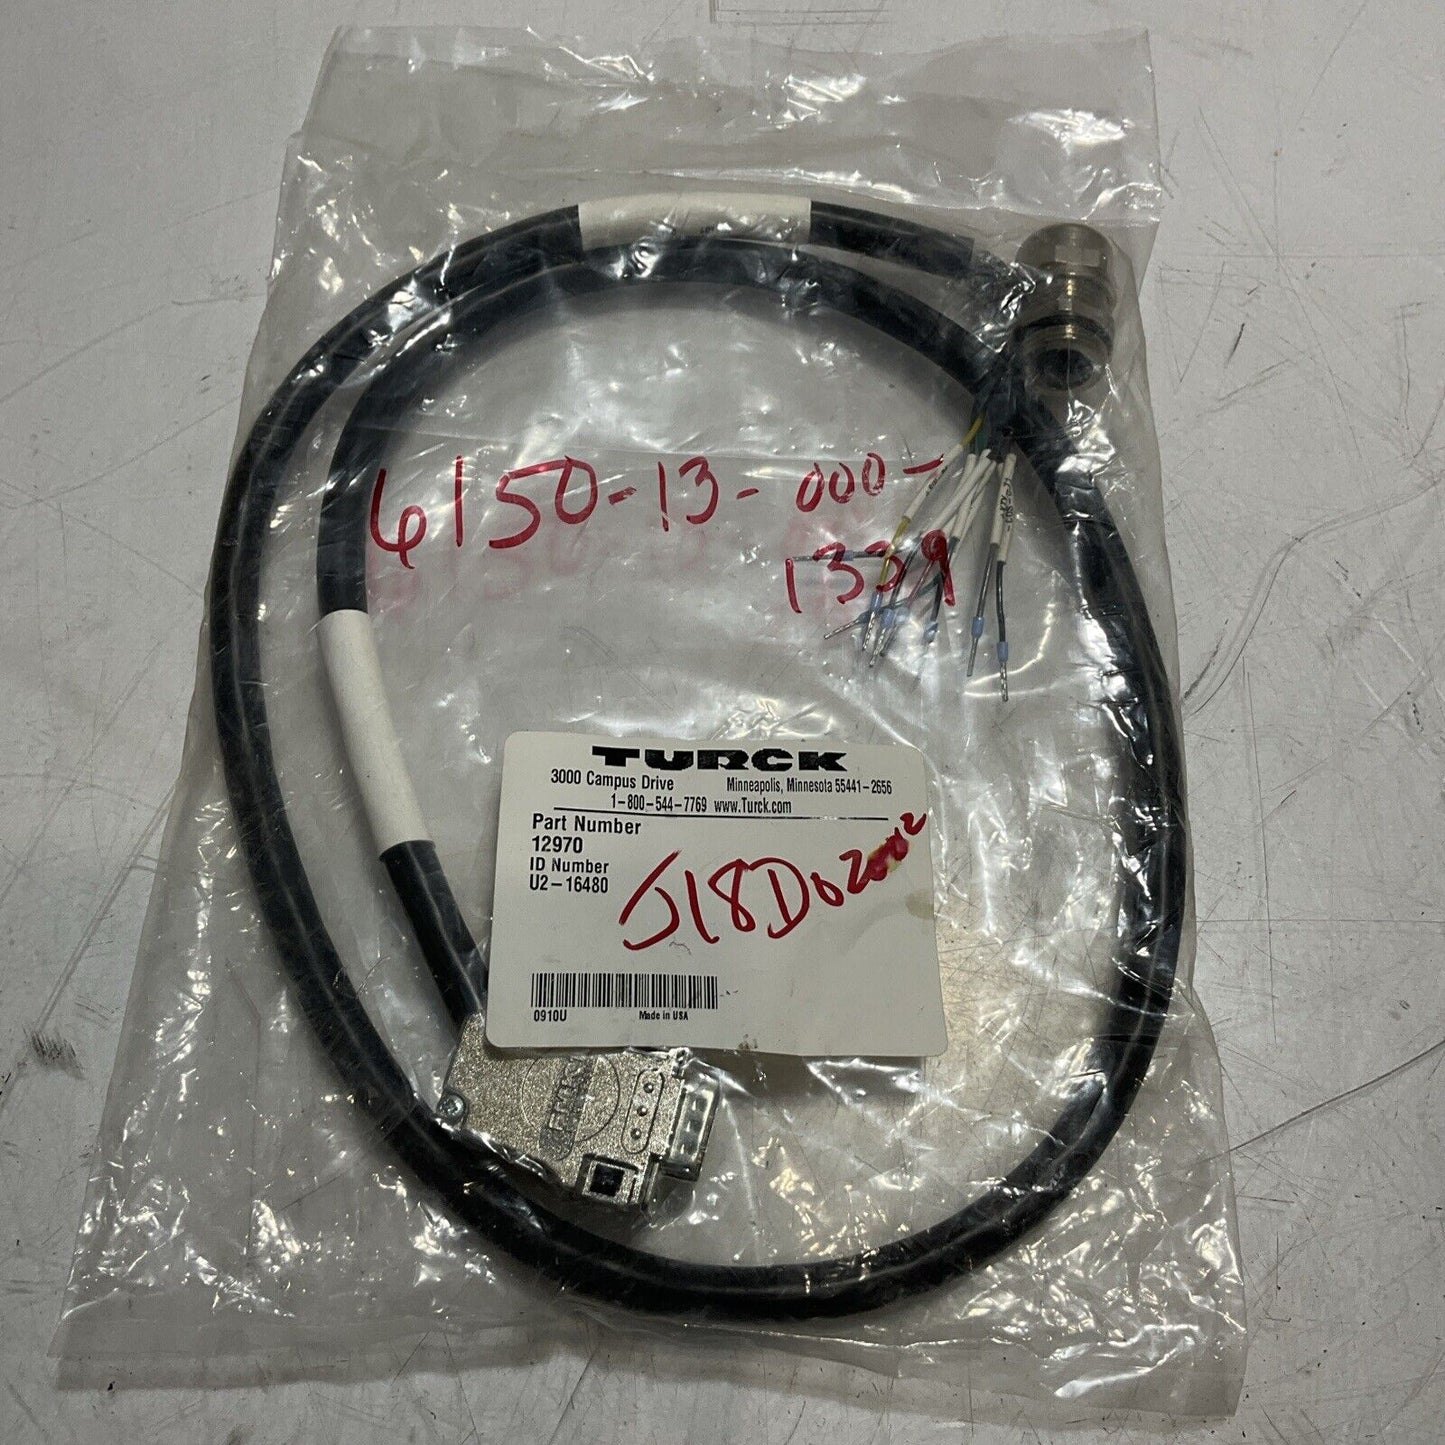 6150-13-000-
1339
TURCK
3000 Campus Drive Minneapolis, Minnesota 55441-2656
1-800-544-7769 www.Turck.com
Part Number
12970
ID Number
U2-16480
J18D02
0910U Made in USA